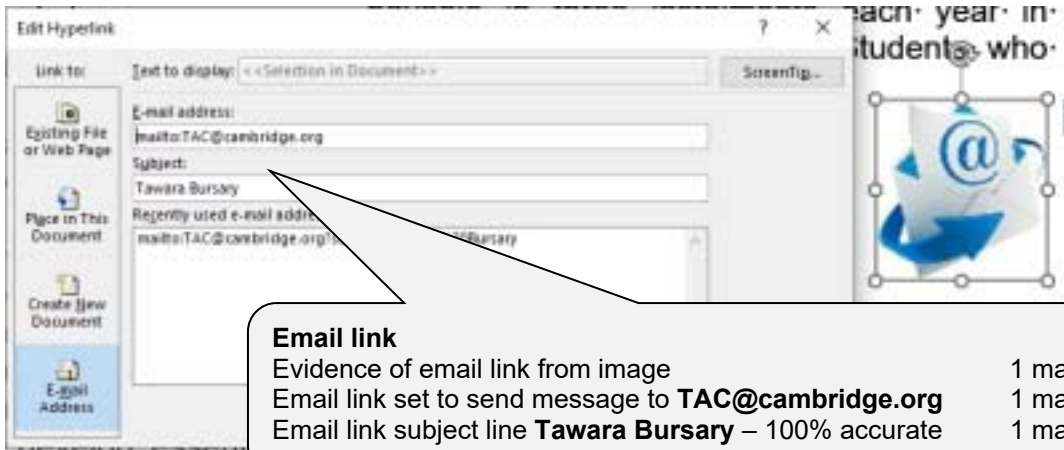 each· year· in·
Edit Hyperlink ? ×
students· who·
Link to:
Text to display: <<Selection in Document>>
ScreenTip...
Existing File or Web Page
E-mail address:
mailto:TAC@cambridge.org
Subject:
Tawara Bursary
Place in This Document
Recently used e-mail addre
mailto:TAC@cambridge.org?s Bursary
Create New Document
E-mail Address
@
Email link
Evidence of email link from image 1 ma
Email link set to send message to TAC@cambridge.org 1 ma
Email link subject line Tawara Bursary – 100% accurate 1 ma